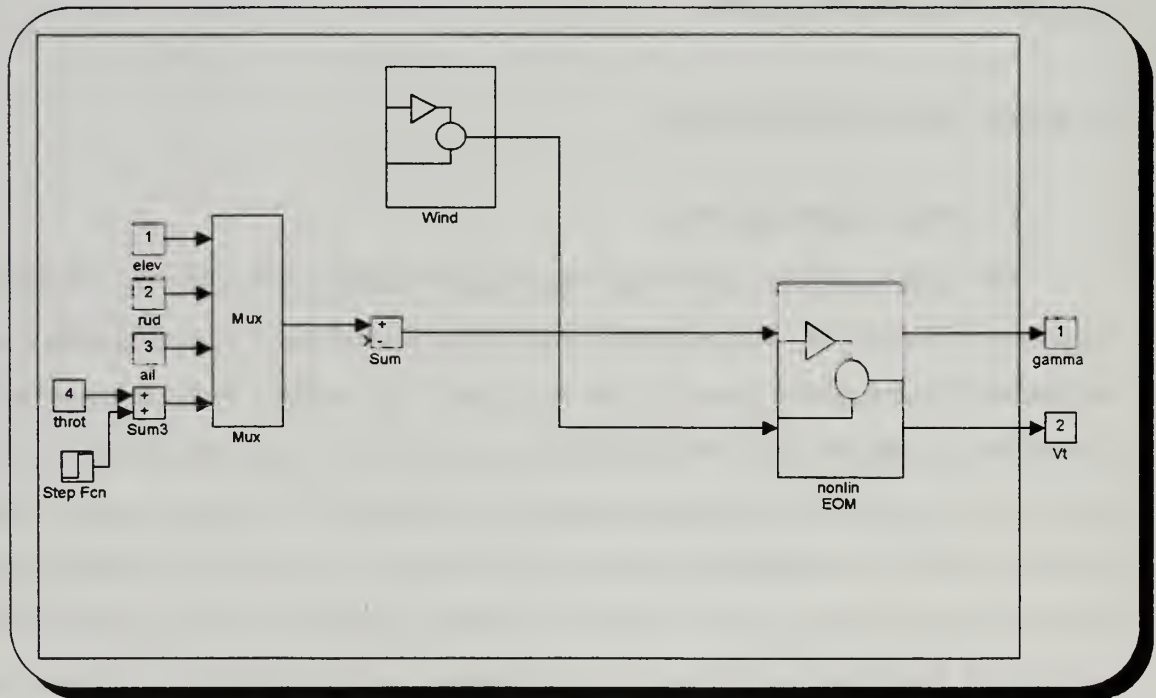 Wind
1
elev
2
rud
3
ail
4
throt
+
+
Sum3
Step Fcn
Mux
Mux
+
-
Sum
nonlin
EOM
1
gamma
2
Vt